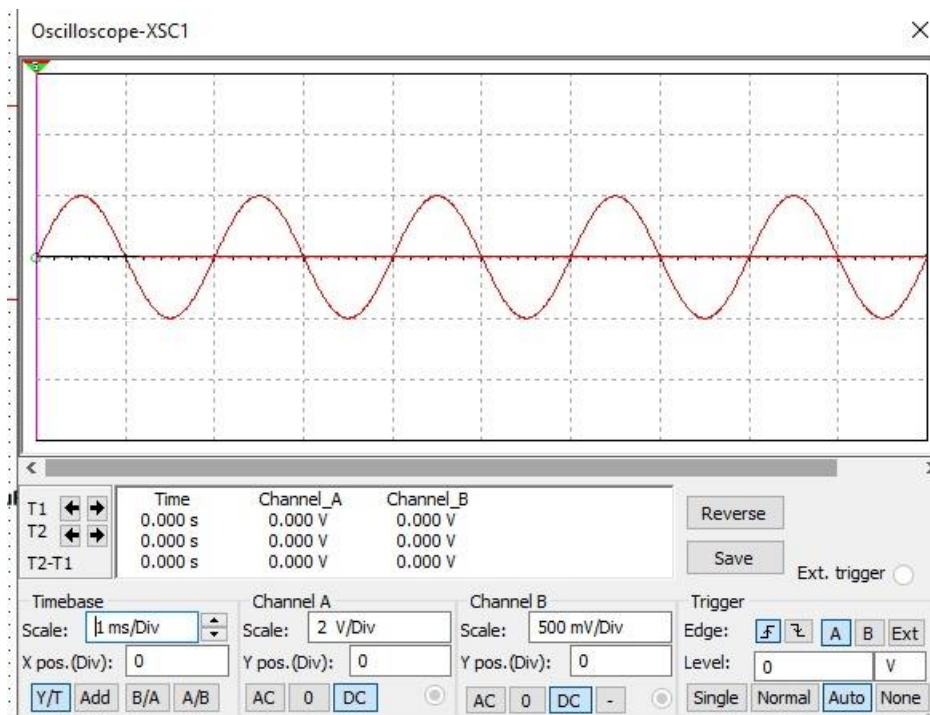 Oscilloscope-XSC1
T1
T2
T2-T1
Time Channel_A Channel_B
0.000 s 0.000 V 0.000 V
0.000 s 0.000 V 0.000 V
0.000 s 0.000 V 0.000 V
Reverse
Save
Ext. trigger
Timebase
Scale: 1 ms/Div
X pos.(Div): 0
Y/T Add B/A A/B
Channel A
Scale: 2 V/Div
Y pos.(Div): 0
AC 0 DC
Channel B
Scale: 500 mV/Div
Y pos.(Div): 0
AC 0 DC -
Trigger
Edge: A B Ext
Level: 0 V
Single Normal Auto None